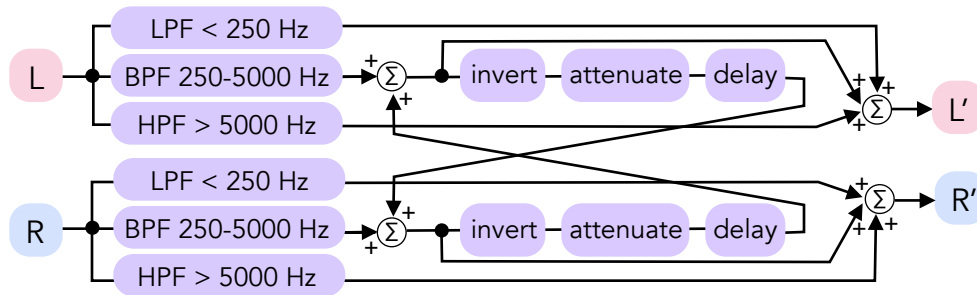 LPF < 250 Hz
L
BPF 250-5000 Hz
+
Σ
+
invert
attenuate
delay
+
+
+
Σ
L'
HPF > 5000 Hz
LPF < 250 Hz
R
BPF 250-5000 Hz
+
Σ
+
invert
attenuate
delay
+
+
+
Σ
R'
HPF > 5000 Hz